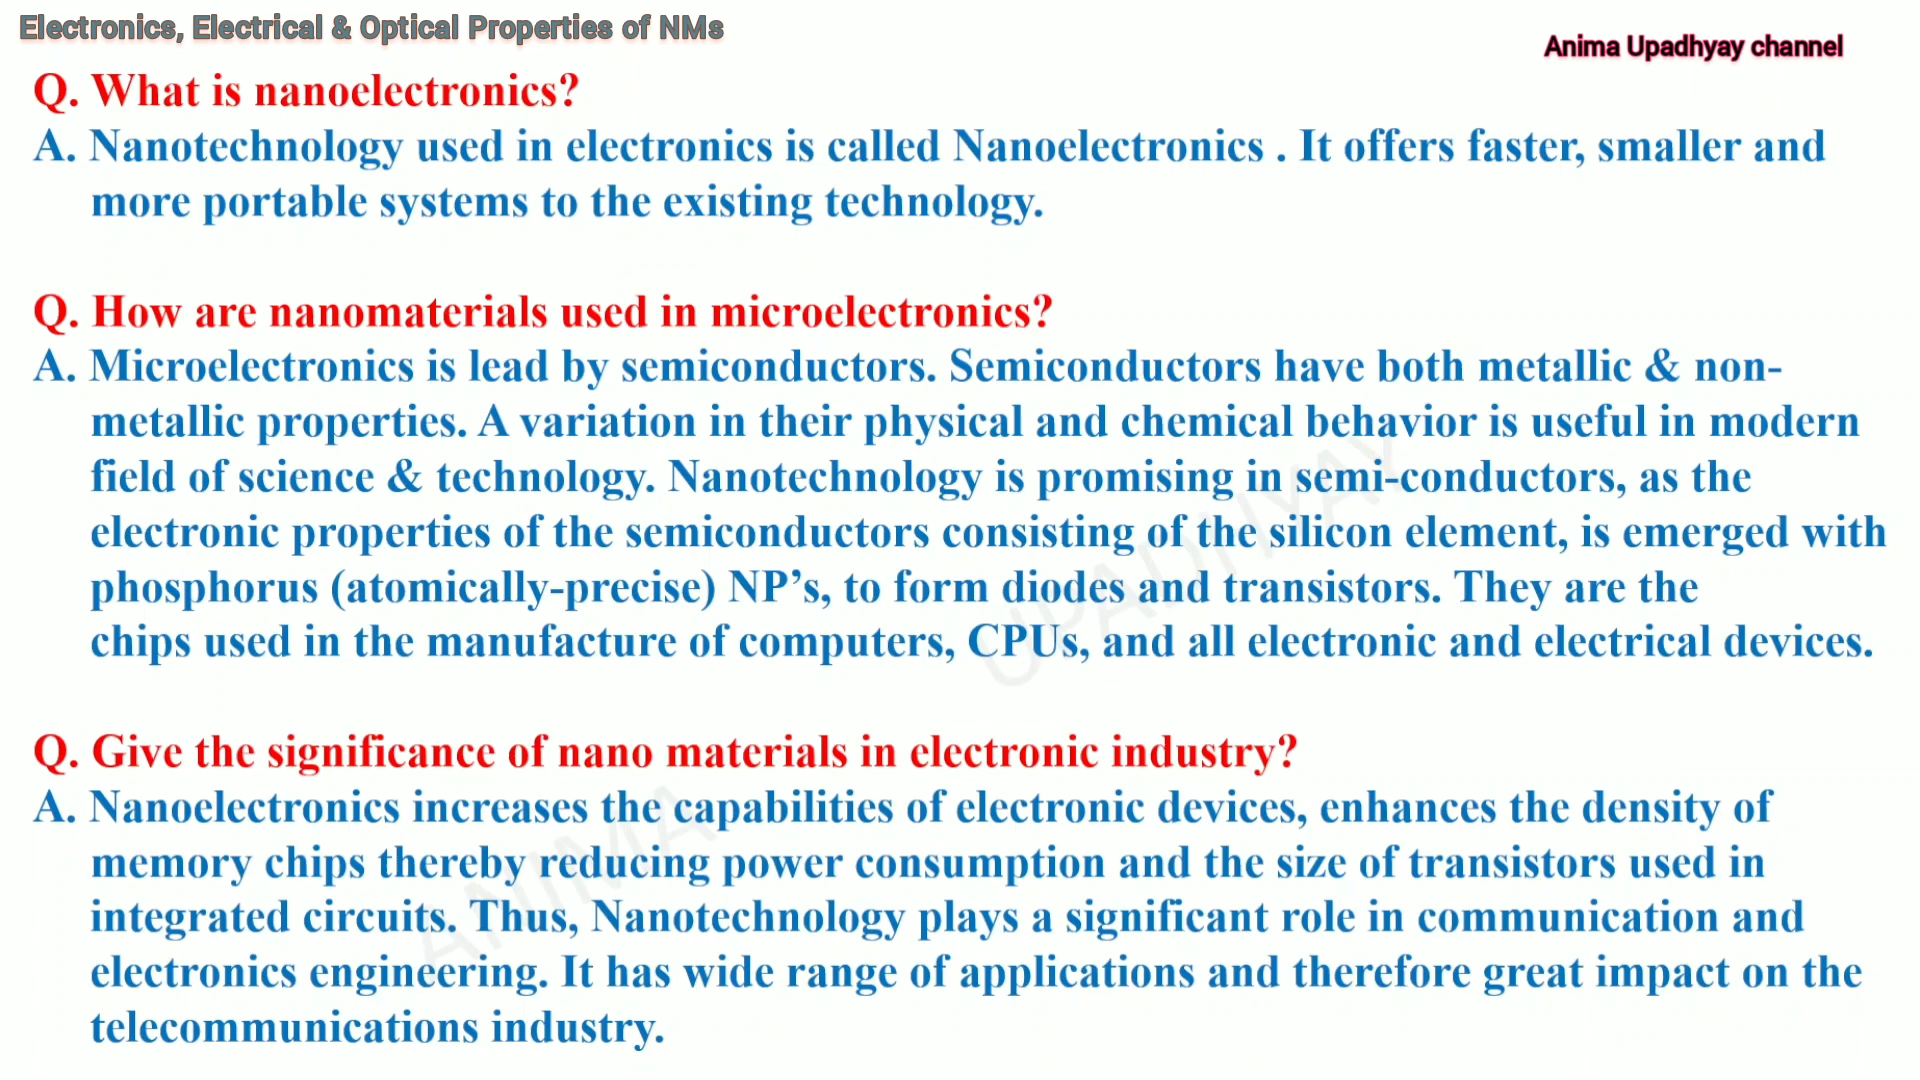 Electronics, Electrical & Optical Properties of NMs
Anima Upadhyay channel
Q. What is nanoelectronics?
A. Nanotechnology used in electronics is called Nanoelectronics . It offers faster, smaller and
more portable systems to the existing technology.
Q. How are nanomaterials used in microelectronics?
A. Microelectronics is lead by semiconductors. Semiconductors have both metallic & non-
metallic properties. A variation in their physical and chemical behavior is useful in modern
field of science & technology. Nanotechnology is promising in semi-conductors, as the
electronic properties of the semiconductors consisting of the silicon element, is emerged with
phosphorus (atomically-precise) NP’s, to form diodes and transistors. They are the
chips used in the manufacture of computers, CPUs, and all electronic and electrical devices.
Q. Give the significance of nano materials in electronic industry?
A. Nanoelectronics increases the capabilities of electronic devices, enhances the density of
memory chips thereby reducing power consumption and the size of transistors used in
integrated circuits. Thus, Nanotechnology plays a significant role in communication and
electronics engineering. It has wide range of applications and therefore great impact on the
telecommunications industry.
ANIMA UPADHYAY